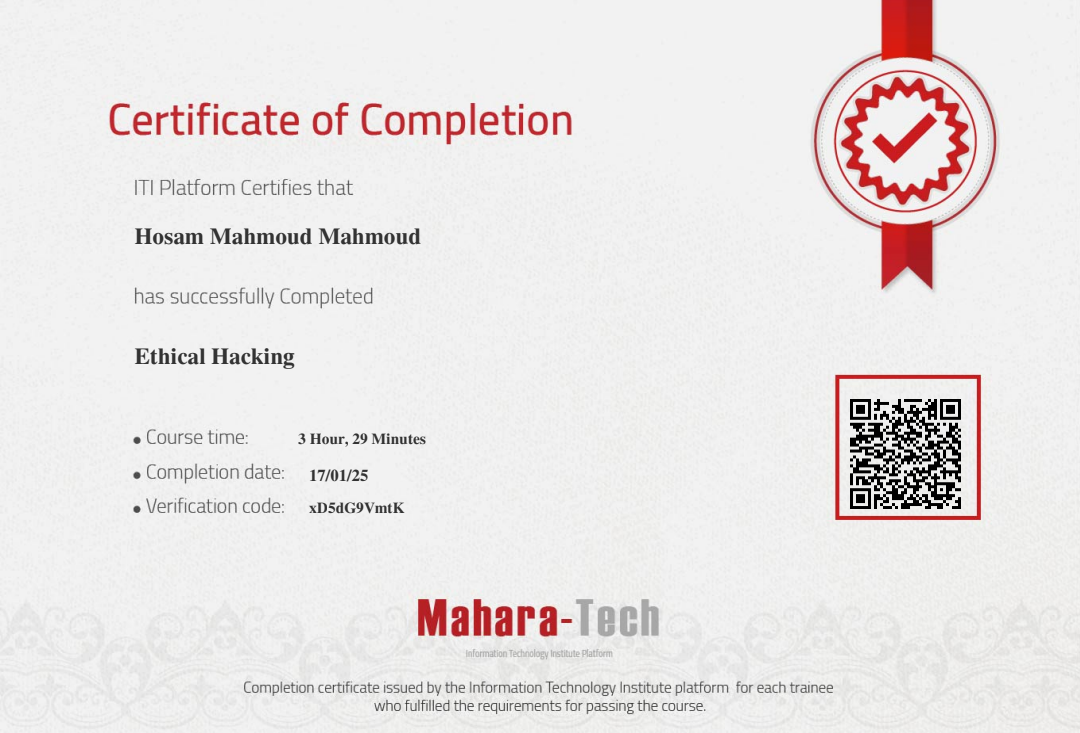 Certificate of Completion
ITI Platform Certifies that
Hosam Mahmoud Mahmoud
has successfully Completed
Ethical Hacking
Course time: 3 Hour, 29 Minutes
Completion date: 17/01/25
Verification code: xD5dG9VmtK
Mahara-Tech
Information Technology Institute Platform
Completion certificate issued by the Information Technology Institute platform for each trainee
who fulfilled the requirements for passing the course.